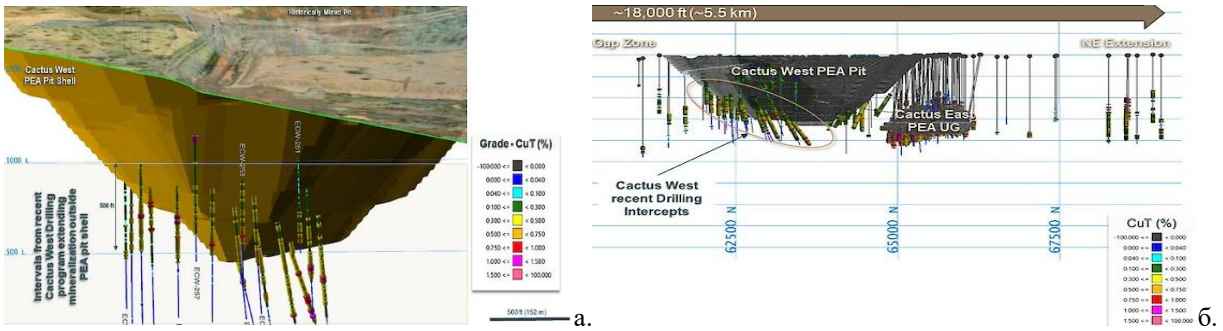 Historically Mined Pit
Cactus West
PEA Pit Shell
1000 L
500 ft
500 L
Intervals from recent
Cactus West Drilling
program extending
mineralization outside
PEA pit shell
ECW-253
ECW-251
ECW-257
Grade - CuT (%)
-100.000 <= < 0.000
0.000 <= < 0.040
0.040 <= < 0.100
0.100 <= < 0.300
0.300 <= < 0.500
0.500 <= < 0.750
0.750 <= < 1.000
1.000 <= < 1.500
1.500 <= < 100.000
500 ft (152 m)
а.
~18,000 ft (~5.5 km)
Gap Zone
NE Extension
Cactus West PEA Pit
Cactus East
PEA UG
Cactus West
recent Drilling
Intercepts
62500 N
65000 N
67500 N
CuT (%)
-100.000 <= < 0.000
0.000 <= < 0.040
0.040 <= < 0.100
0.100 <= < 0.300
0.300 <= < 0.500
0.500 <= < 0.750
0.750 <= < 1.000
1.000 <= < 1.500
1.500 <= < 100.000
б.